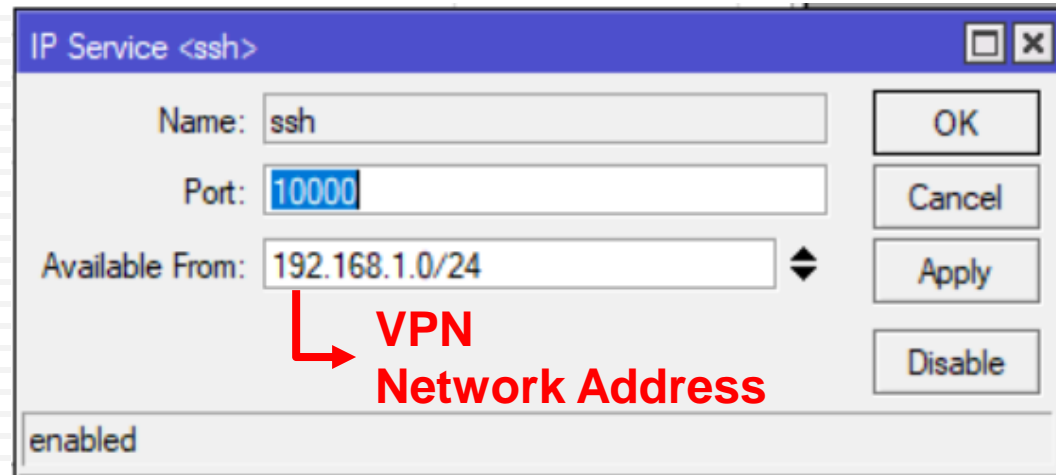 IP Service <ssh>
Name: ssh
OK
Port: 10000
Cancel
Available From: 192.168.1.0/24
Apply
VPN
Network Address
Disable
enabled